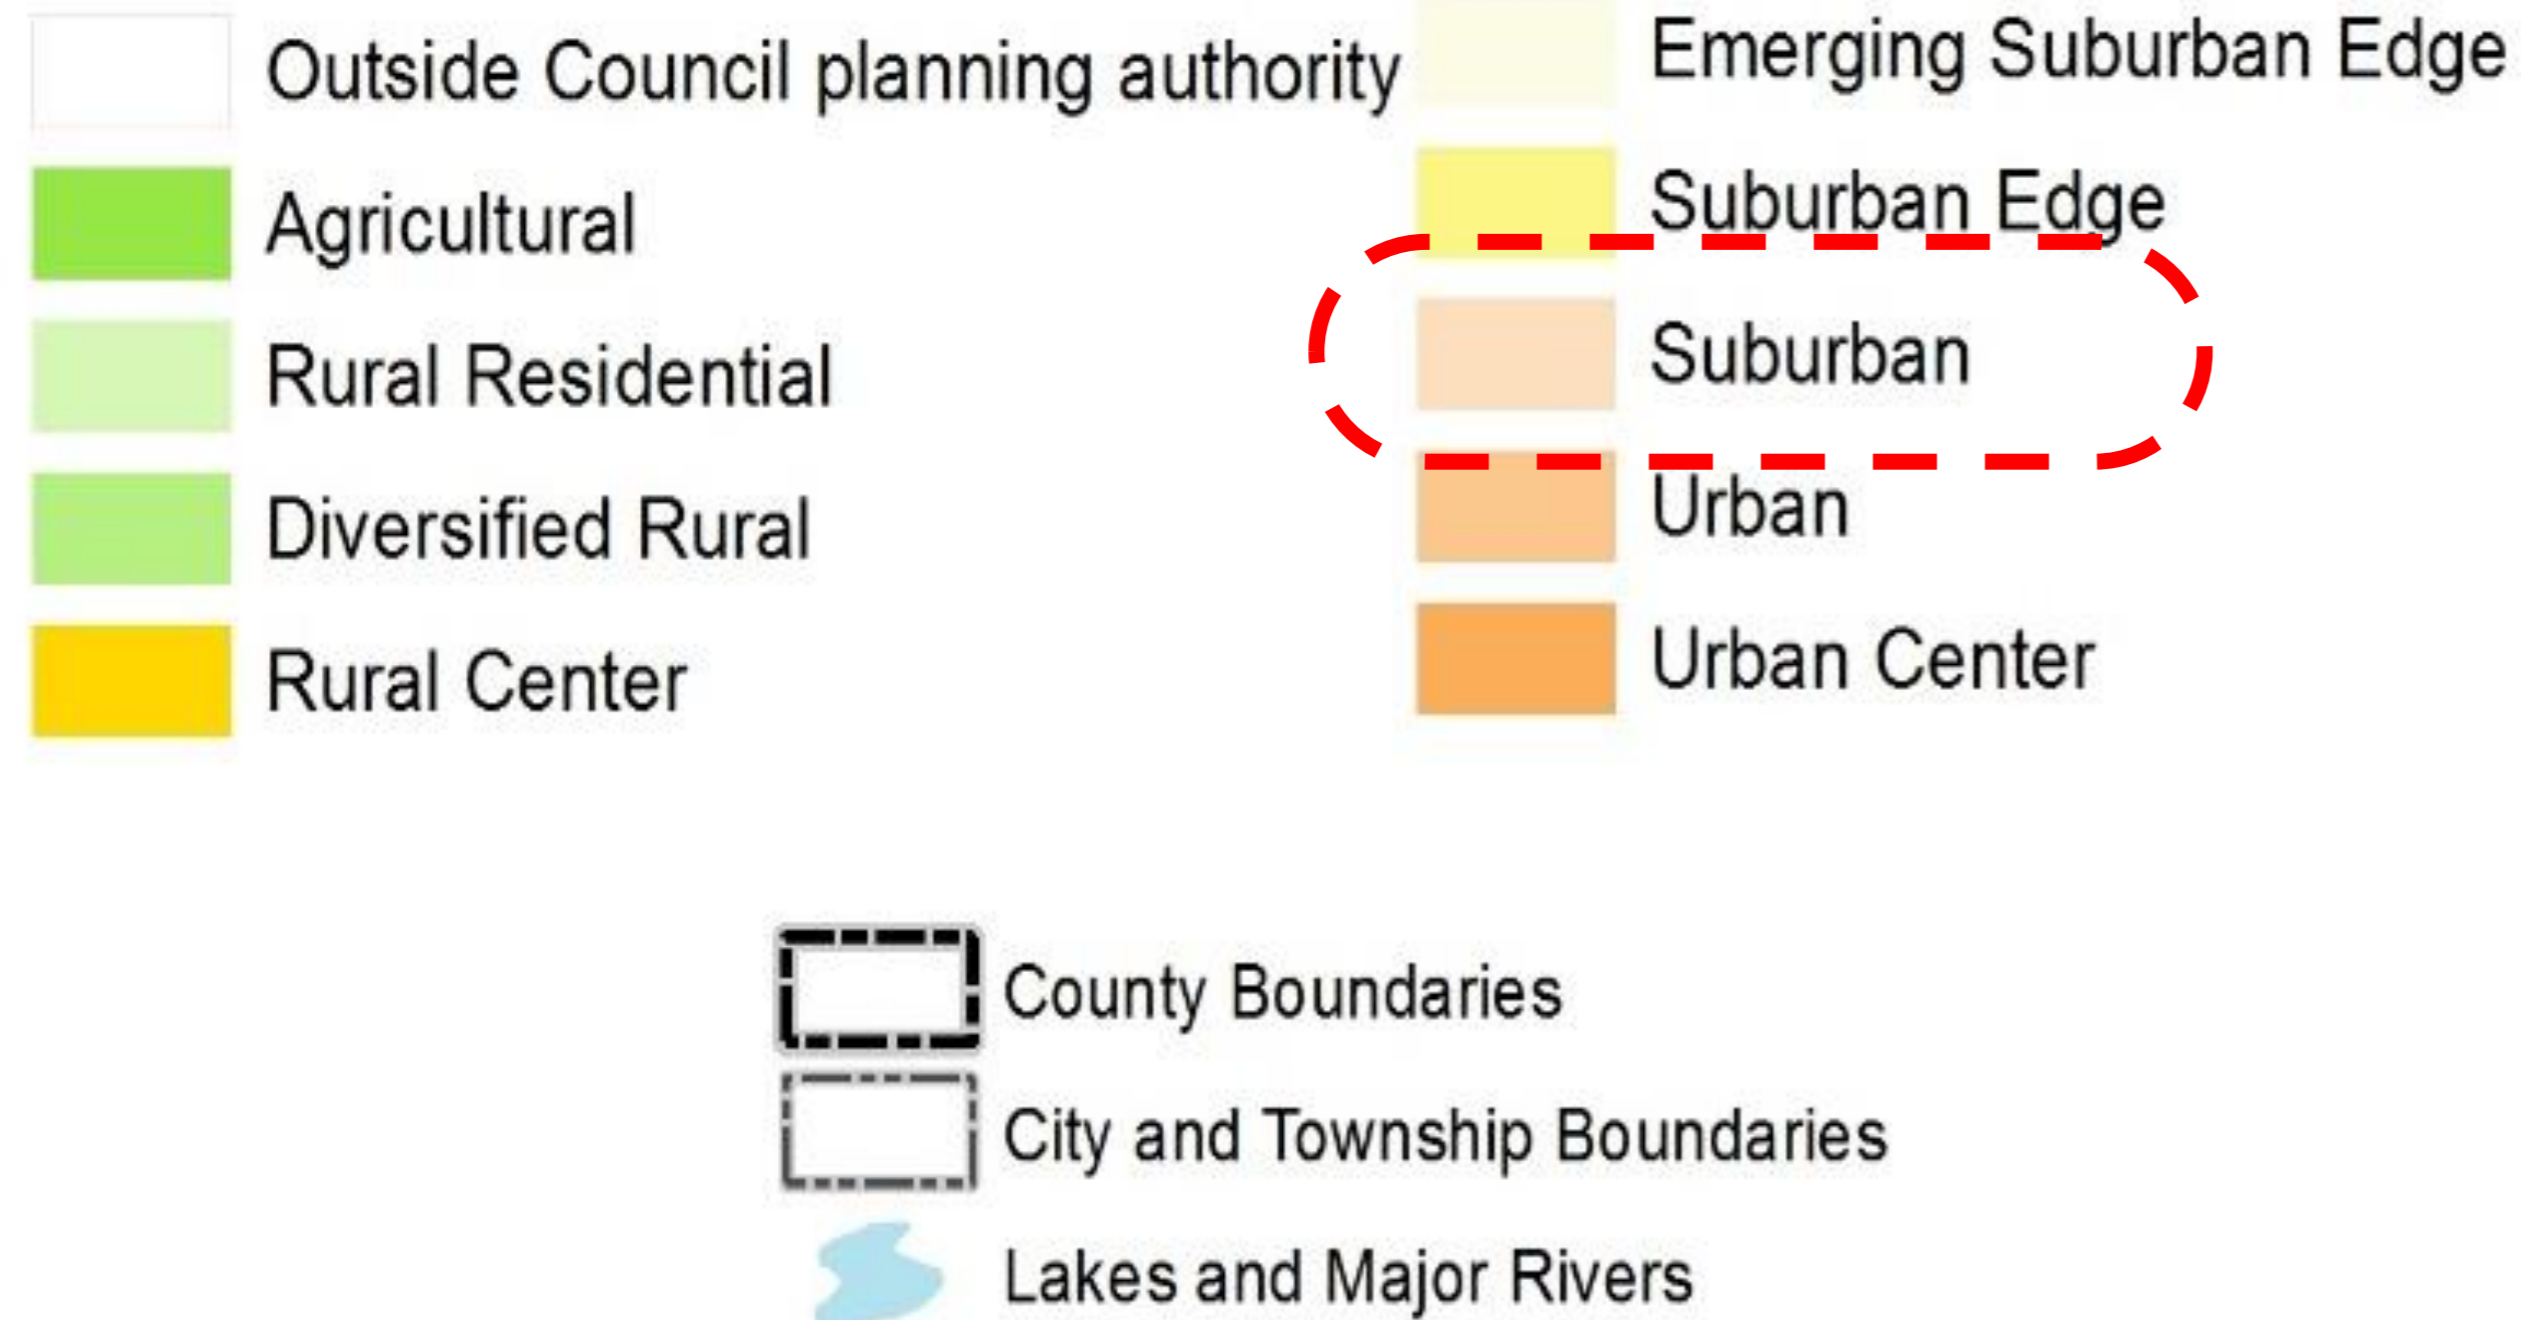 Outside Council planning authority
Agricultural
Rural Residential
Diversified Rural
Rural Center
Emerging Suburban Edge
Suburban Edge
Suburban
Urban
Urban Center
County Boundaries
City and Township Boundaries
Lakes and Major Rivers